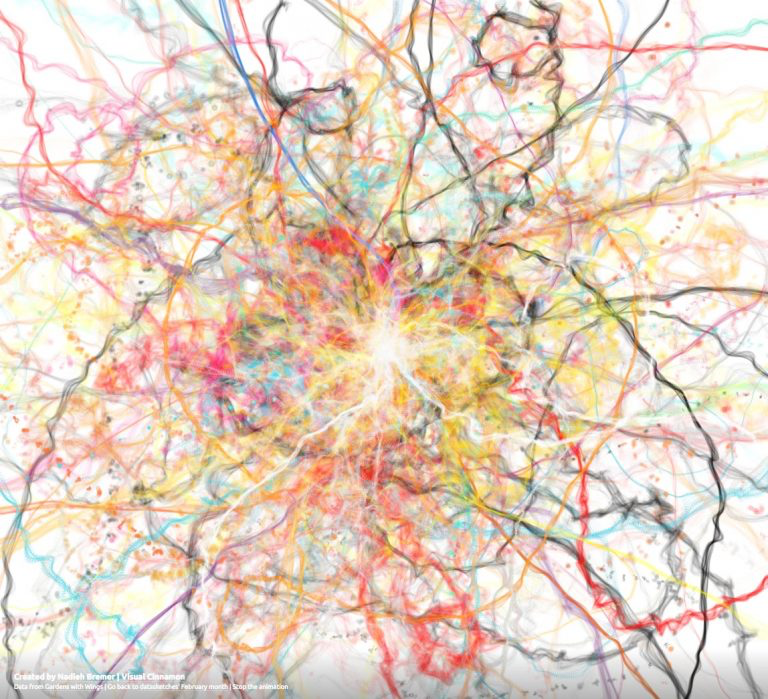 Created by Nadieh Bremer | Visual Cinnamon
Data from Gardens with Wings | Go back to datasketches' February month | Stop the animation